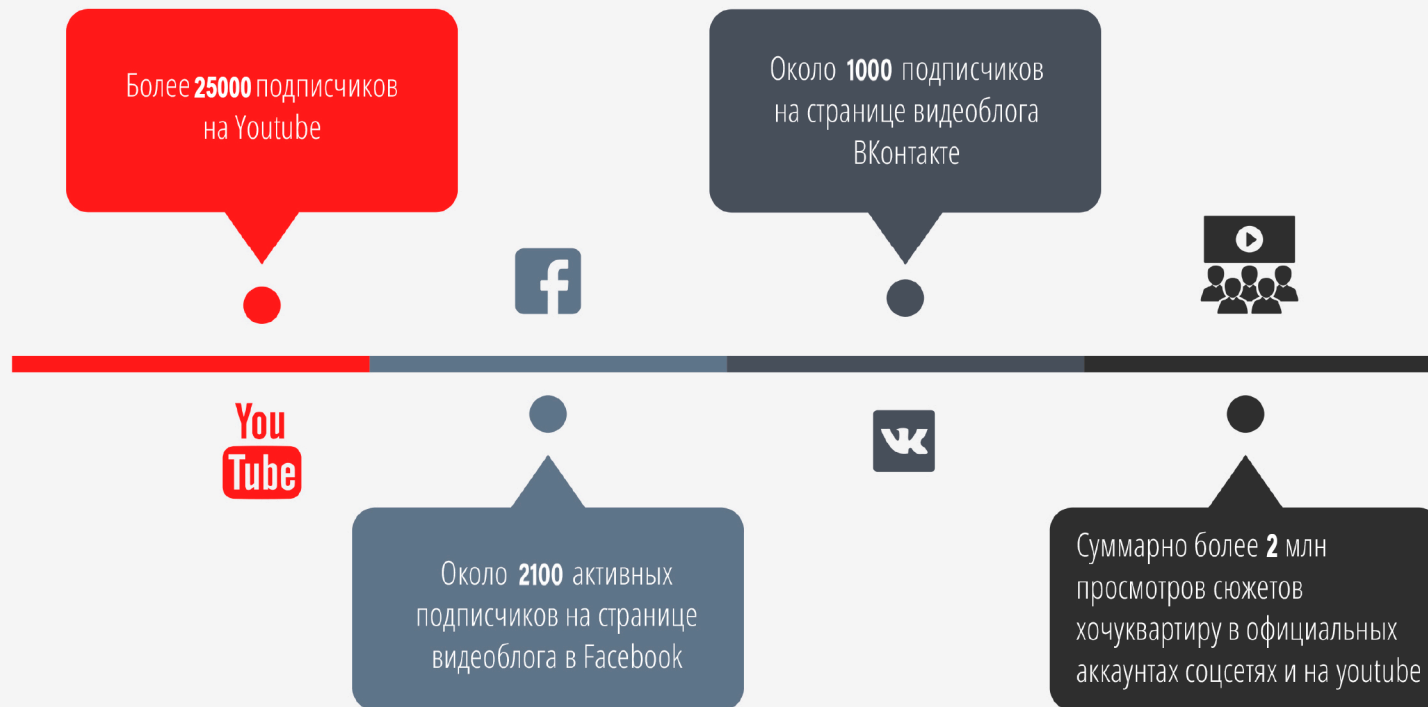 Более 25000 подписчиков
на Youtube
Около 1000 подписчиков
на странице видеоблога
ВКонтакте
You
Tube
Около 2100 активных
подписчиков на странице
видеоблога в Facebook
Суммарно более 2 млн
просмотров сюжетов
хочуквартиру в официальных
аккаунтах соцсетях и на youtube